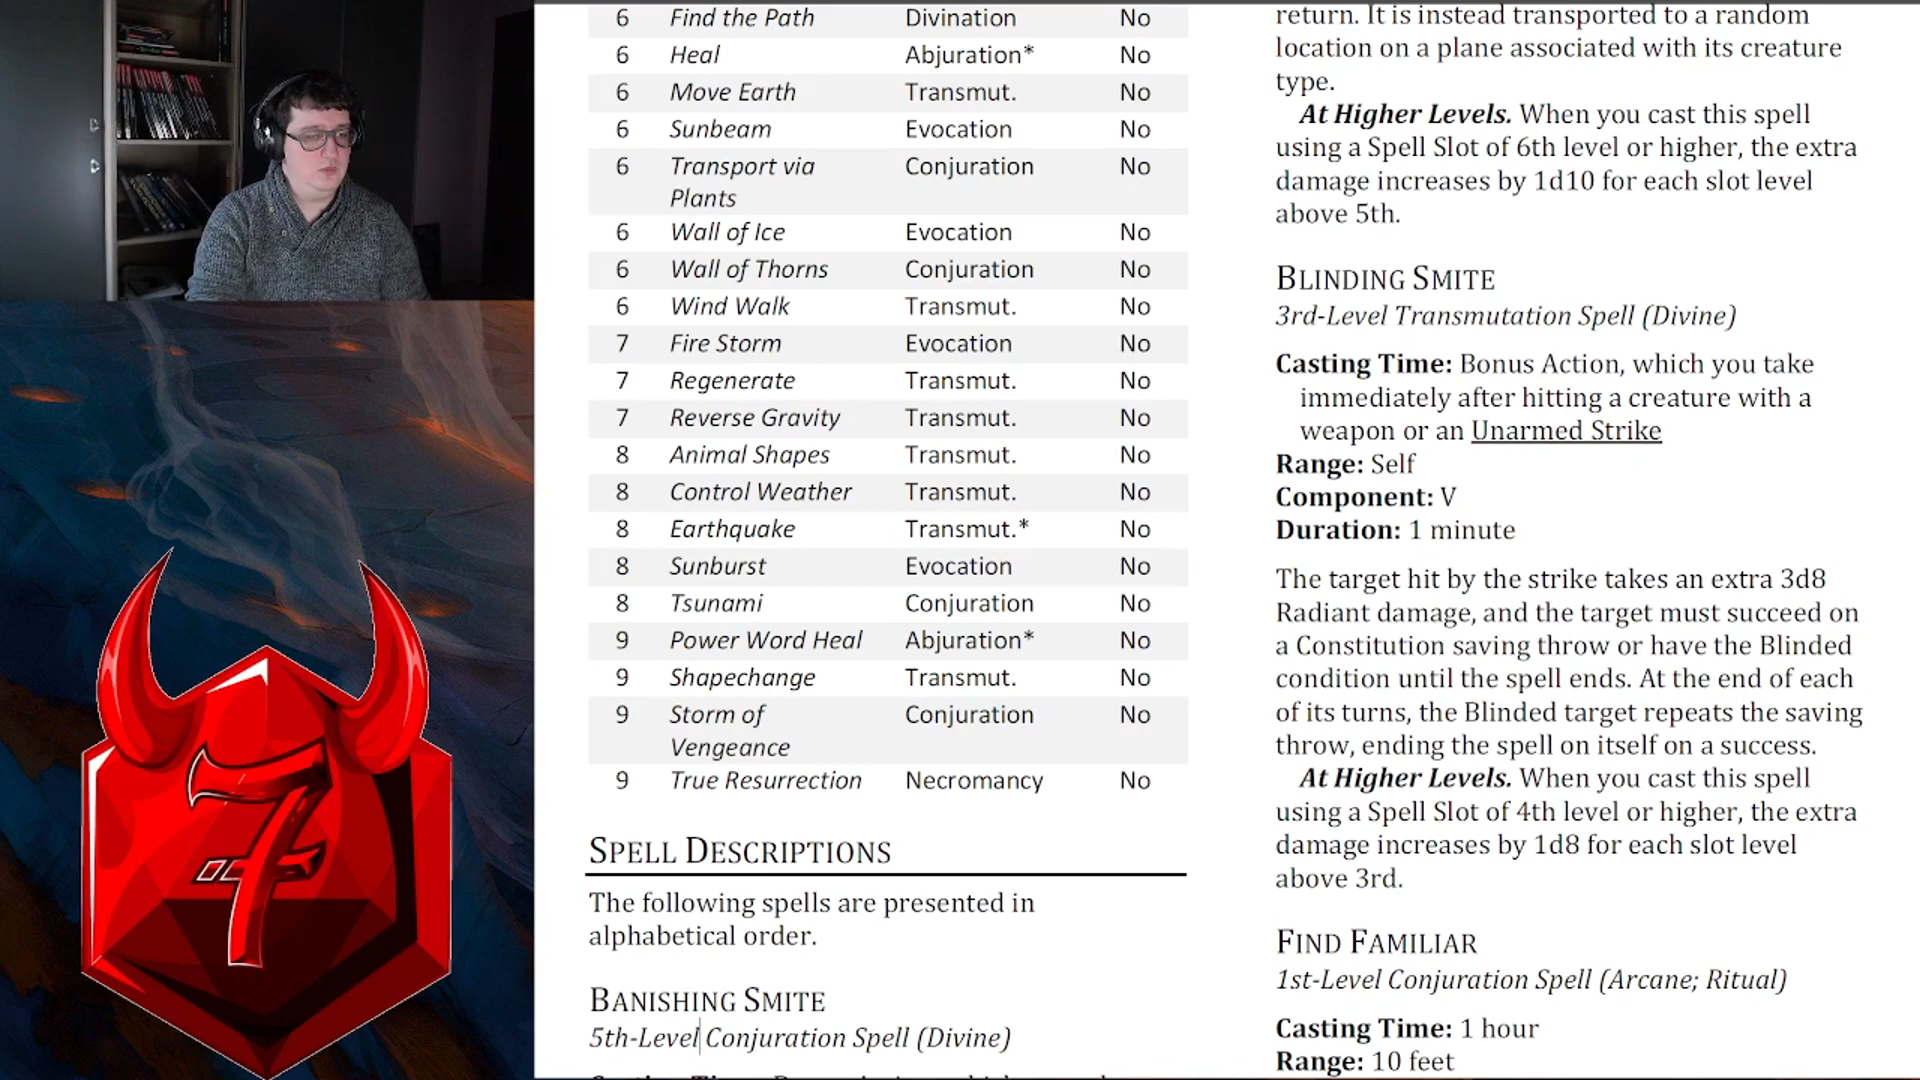 6 Find the Path Divination No
6 Heal Abjuration* No
6 Move Earth Transmut. No
6 Sunbeam Evocation No
6 Transport via Conjuration No
Plants
6 Wall of Ice Evocation No
6 Wall of Thorns Conjuration No
6 Wind Walk Transmut. No
7 Fire Storm Evocation No
7 Regenerate Transmut. No
7 Reverse Gravity Transmut. No
8 Animal Shapes Transmut. No
8 Control Weather Transmut. No
8 Earthquake Transmut.* No
8 Sunburst Evocation No
8 Tsunami Conjuration No
9 Power Word Heal Abjuration* No
9 Shapechange Transmut. No
9 Storm of Conjuration No
Vengeance
9 True Resurrection Necromancy No
SPELL DESCRIPTIONS
The following spells are presented in
alphabetical order.
BANISHING SMITE
5th-Level Conjuration Spell (Divine)
return. It is instead transported to a random
location on a plane associated with its creature
type.
At Higher Levels. When you cast this spell
using a Spell Slot of 6th level or higher, the extra
damage increases by 1d10 for each slot level
above 5th.
BLINDING SMITE
3rd-Level Transmutation Spell (Divine)
Casting Time: Bonus Action, which you take
immediately after hitting a creature with a
weapon or an Unarmed Strike
Range: Self
Component: V
Duration: 1 minute
The target hit by the strike takes an extra 3d8
Radiant damage, and the target must succeed on
a Constitution saving throw or have the Blinded
condition until the spell ends. At the end of each
of its turns, the Blinded target repeats the saving
throw, ending the spell on itself on a success.
At Higher Levels. When you cast this spell
using a Spell Slot of 4th level or higher, the extra
damage increases by 1d8 for each slot level
above 3rd.
FIND FAMILIAR
1st-Level Conjuration Spell (Arcane; Ritual)
Casting Time: 1 hour
Range: 10 feet
7